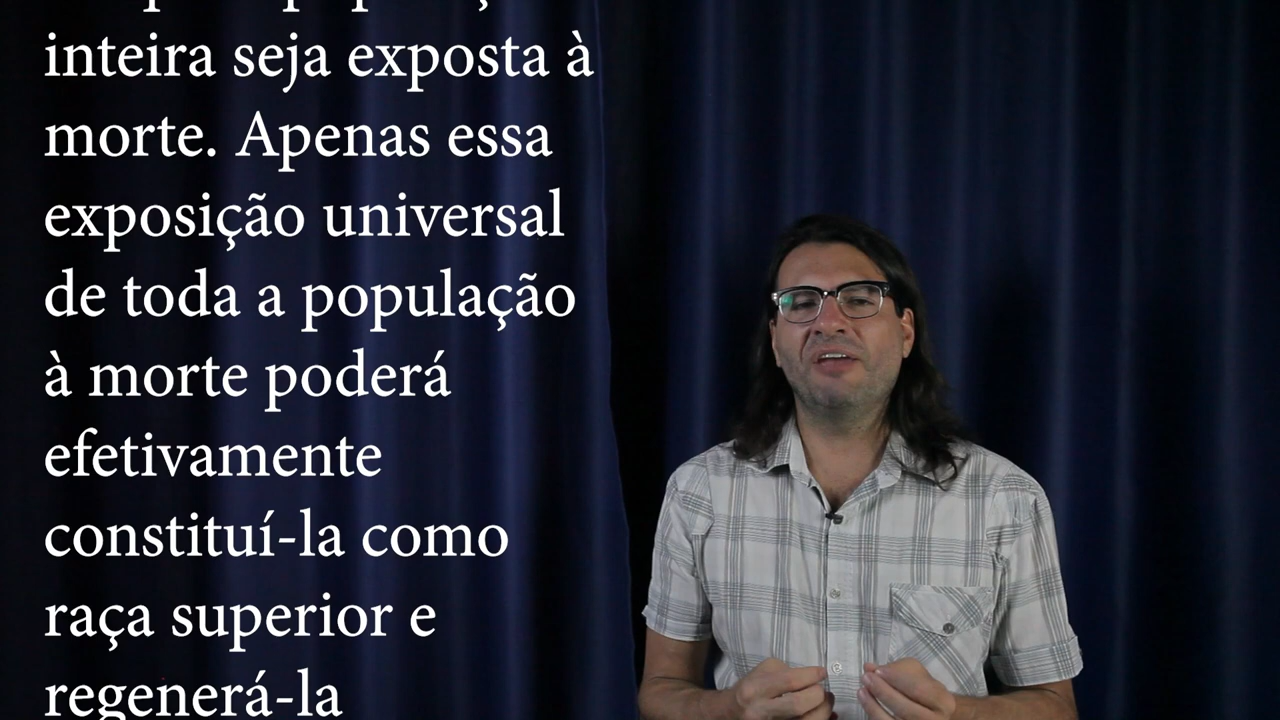 inteira seja exposta à
morte. Apenas essa
exposição universal
de toda a população
à morte poderá
efetivamente
constituí-la como
raça superior e
regenerá-la